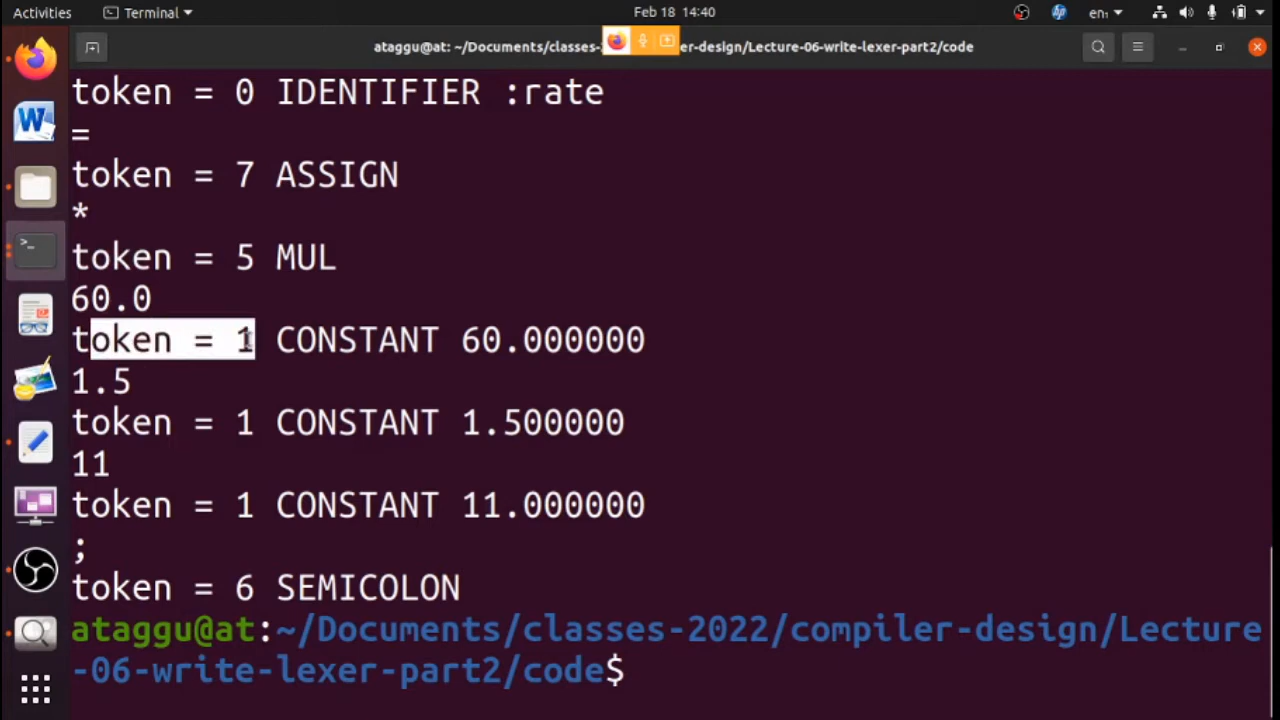 Activities
Terminal
Feb 18 14:40
en
ataggu@at: ~/Documents/classes-
er-design/Lecture-06-write-lexer-part2/code
token = 0 IDENTIFIER :rate
=
token = 7 ASSIGN
*
token = 5 MUL
60.0
token = 1 CONSTANT 60.000000
1.5
token = 1 CONSTANT 1.500000
11
token = 1 CONSTANT 11.000000
;
token = 6 SEMICOLON
ataggu@at:~/Documents/classes-2022/compiler-design/Lecture
-06-write-lexer-part2/code$